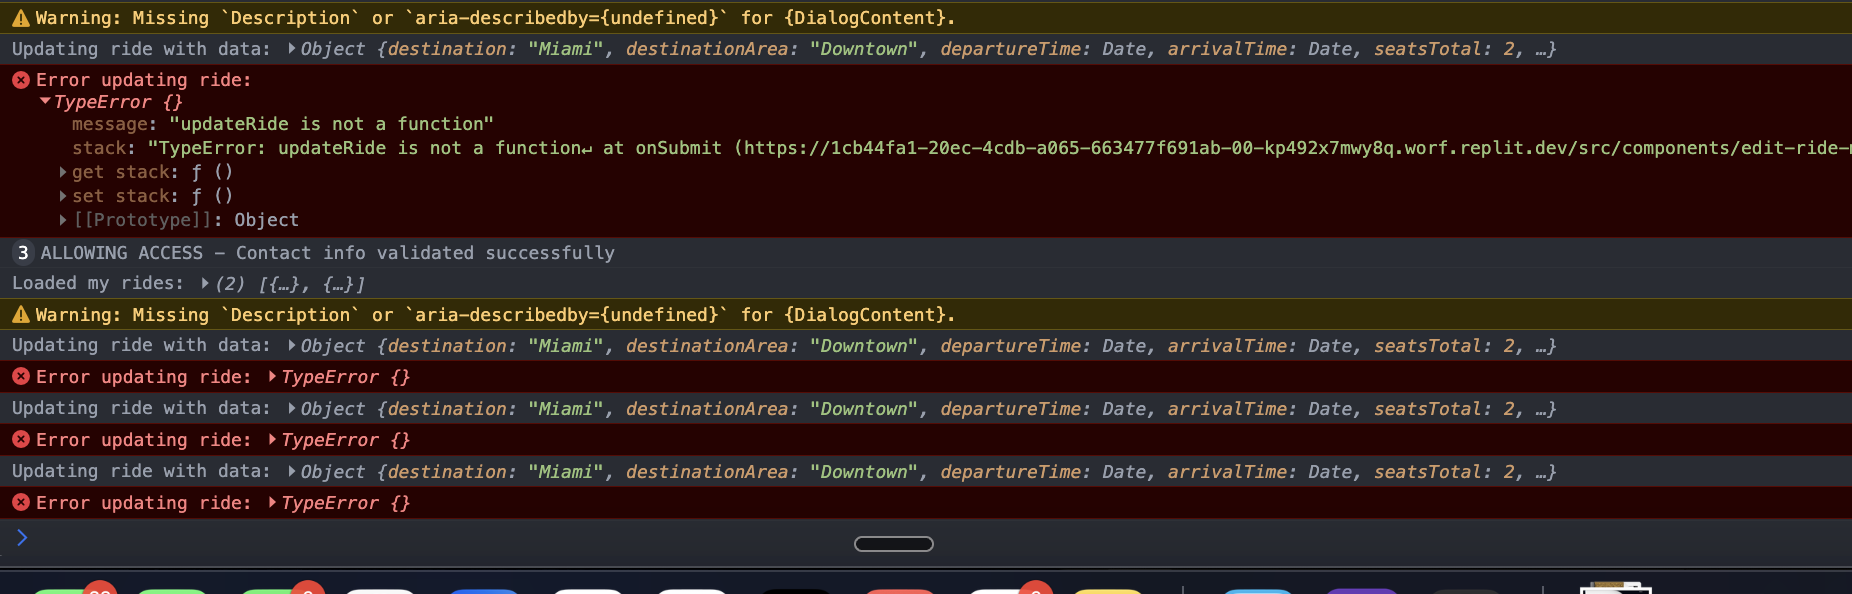 Warning: Missing `Description` or `aria-describedby={undefined}` for {DialogContent}.
Updating ride with data: Object {destination: "Miami", destinationArea: "Downtown", departureTime: Date, arrivalTime: Date, seatsTotal: 2, …}
Error updating ride:
TypeError {}
message: "updateRide is not a function"
stack: "TypeError: updateRide is not a function↵ at onSubmit (https://1cb44fa1-20ec-4cdb-a065-663477f691ab-00-kp492x7mwy8q.worf.replit.dev/src/components/edit-ride-
get stack: ƒ ()
set stack: ƒ ()
[[Prototype]]: Object
3 ALLOWING ACCESS – Contact info validated successfully
Loaded my rides: (2) [{…}, {…}]
Warning: Missing `Description` or `aria-describedby={undefined}` for {DialogContent}.
Updating ride with data: Object {destination: "Miami", destinationArea: "Downtown", departureTime: Date, arrivalTime: Date, seatsTotal: 2, …}
Error updating ride: TypeError {}
Updating ride with data: Object {destination: "Miami", destinationArea: "Downtown", departureTime: Date, arrivalTime: Date, seatsTotal: 2, …}
Error updating ride: TypeError {}
Updating ride with data: Object {destination: "Miami", destinationArea: "Downtown", departureTime: Date, arrivalTime: Date, seatsTotal: 2, …}
Error updating ride: TypeError {}